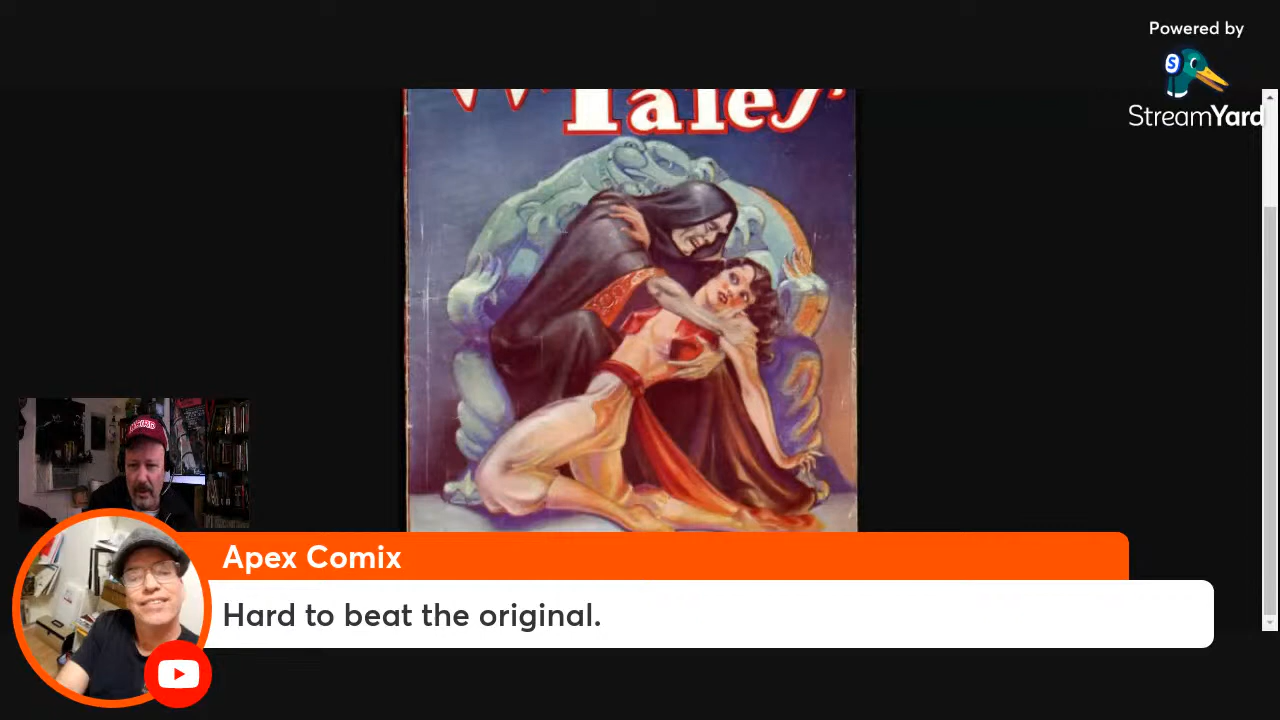 Powered by
StreamYard
Tales
Apex Comix
Hard to beat the original.